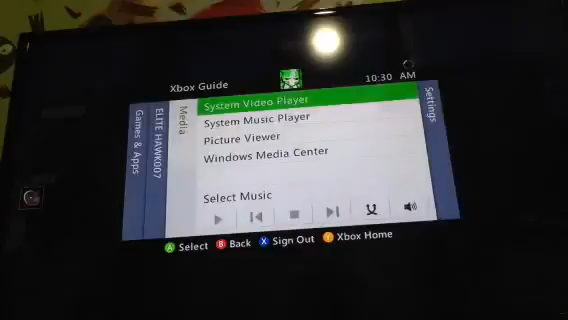 Xbox Guide
10:30 AM
Games & Apps
ELITE HAWK007
Media
System Video Player
System Music Player
Picture Viewer
Windows Media Center
Select Music
Settings
A Select B Back X Sign Out Y Xbox Home